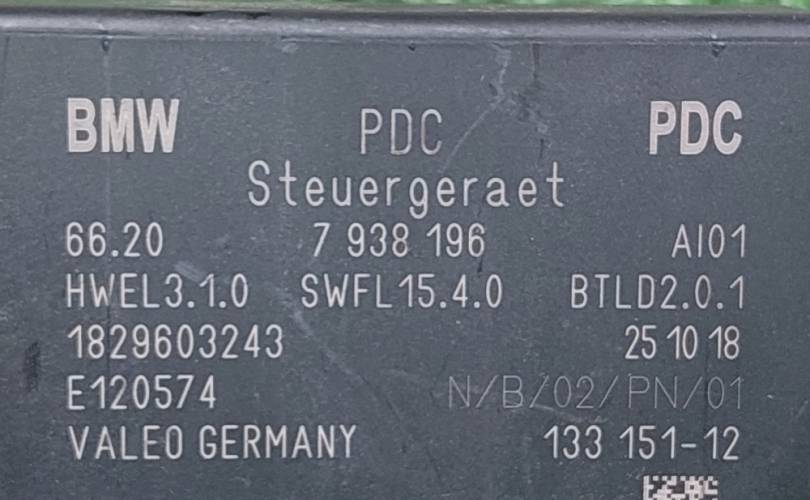 BMW PDC PDC
Steuergeraet
66.20 7 938 196 AI01
HWEL3.1.0 SWFL15.4.0 BTLD2.0.1
1829603243 25 10 18
E120574 N/B/02/PN/01
VALEO GERMANY 133 151-12